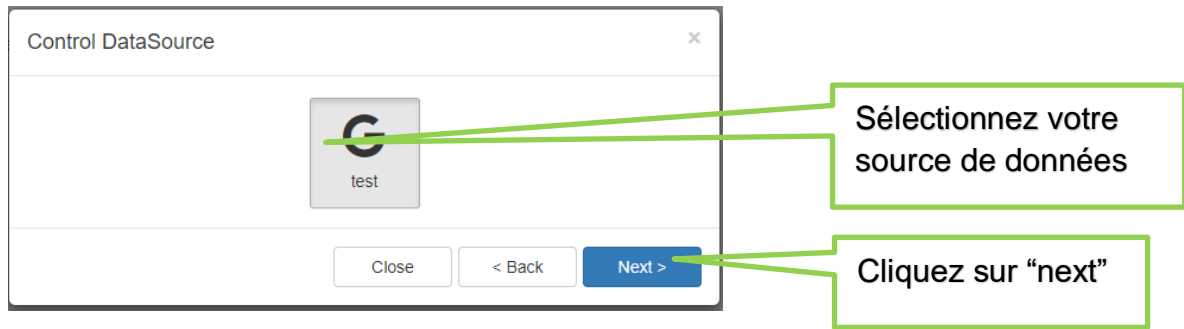 Control DataSource
×
G
test
Sélectionnez votre
source de données
Close
< Back
Next >
Cliquez sur “next”